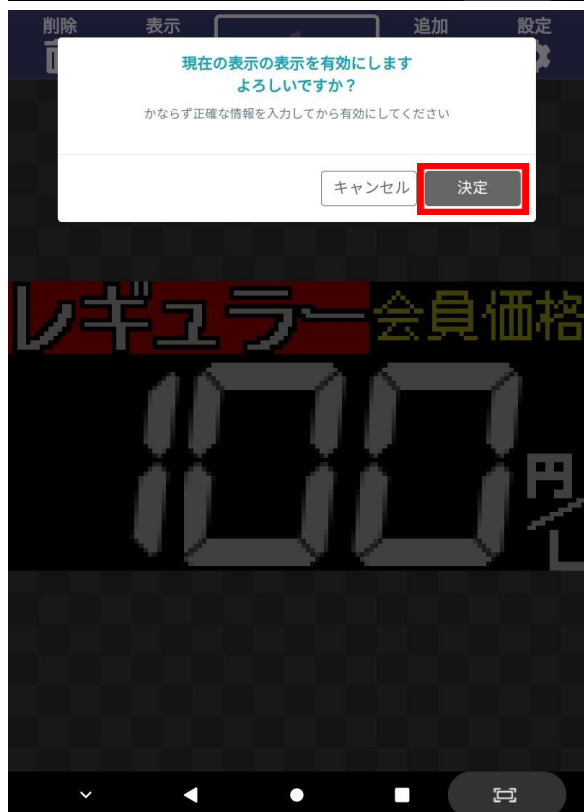 削除 表示 追加 設定
現在の表示の表示を有効にします
よろしいですか？
かならず正確な情報を入力してから有効にしてください
キャンセル 決定
レギュラー 会員価格
100 円/L